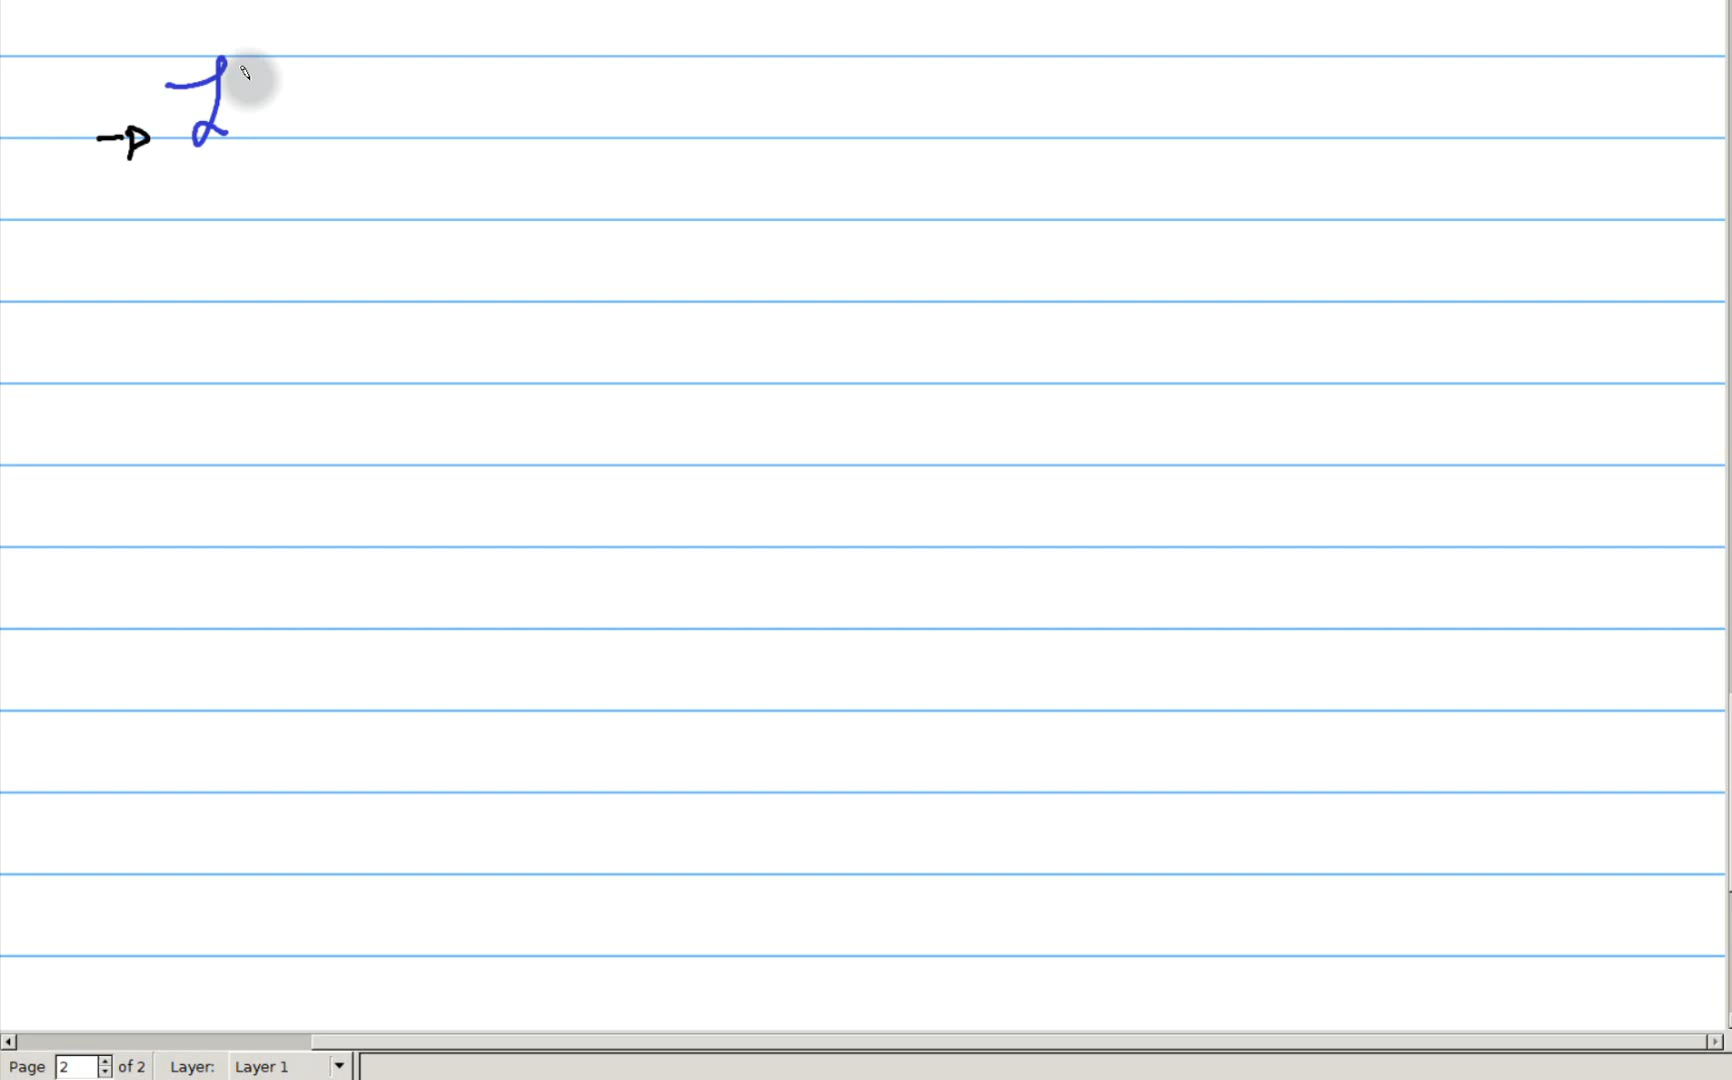 → ℒ
Page 2 of 2 Layer: Layer 1